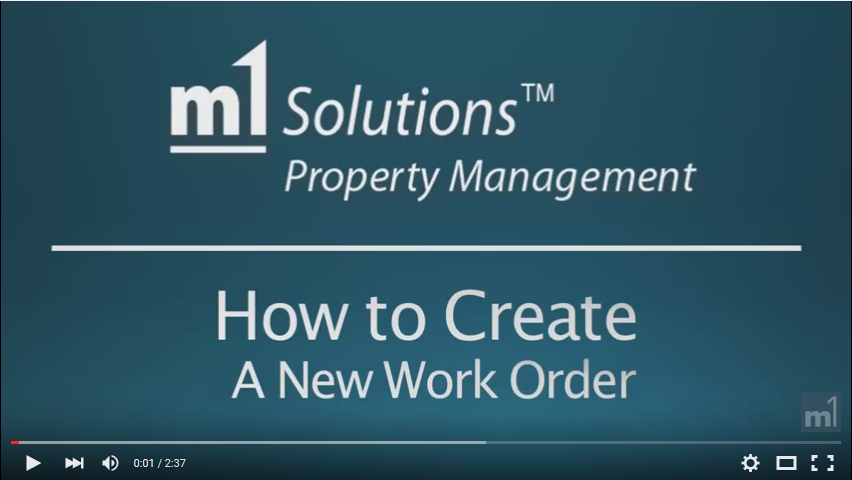 m1 Solutions™
Property Management
How to Create
A New Work Order
m1
0:01 / 2:37